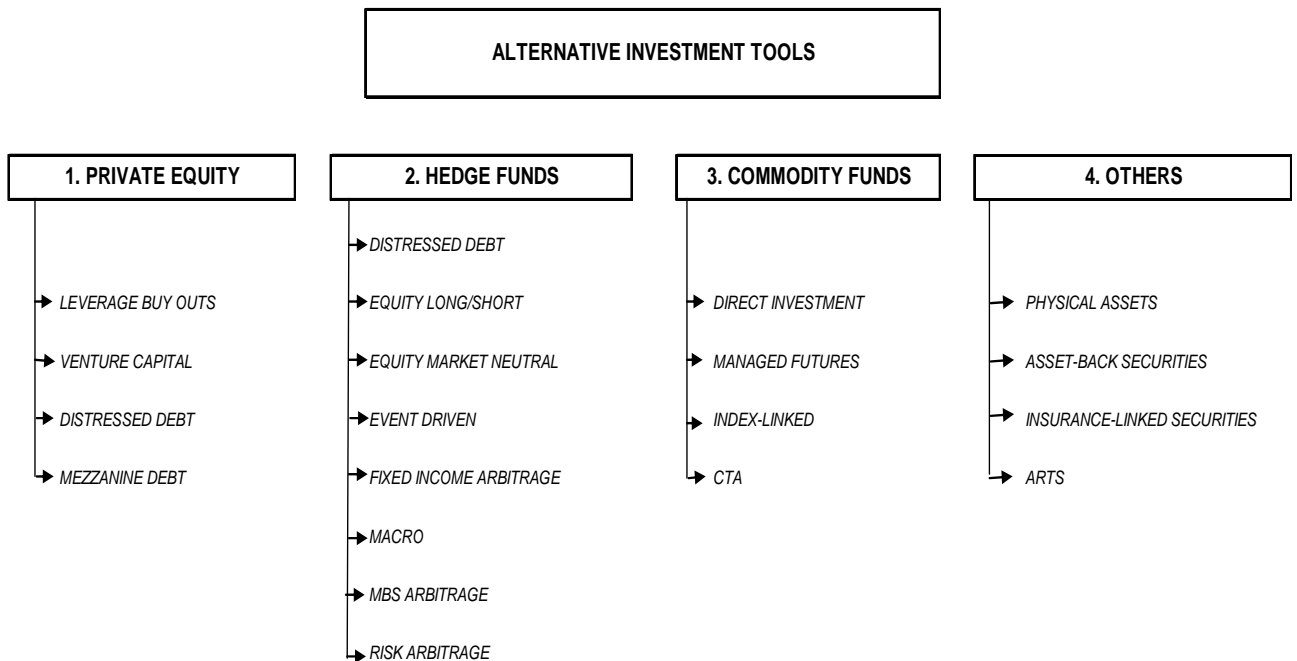 ALTERNATIVE INVESTMENT TOOLS
1. PRIVATE EQUITY
LEVERAGE BUY OUTS
VENTURE CAPITAL
DISTRESSED DEBT
MEZZANINE DEBT
2. HEDGE FUNDS
DISTRESSED DEBT
EQUITY LONG/SHORT
EQUITY MARKET NEUTRAL
EVENT DRIVEN
FIXED INCOME ARBITRAGE
MACRO
MBS ARBITRAGE
RISK ARBITRAGE
3. COMMODITY FUNDS
DIRECT INVESTMENT
MANAGED FUTURES
INDEX-LINKED
CTA
4. OTHERS
PHYSICAL ASSETS
ASSET-BACK SECURITIES
INSURANCE-LINKED SECURITIES
ARTS